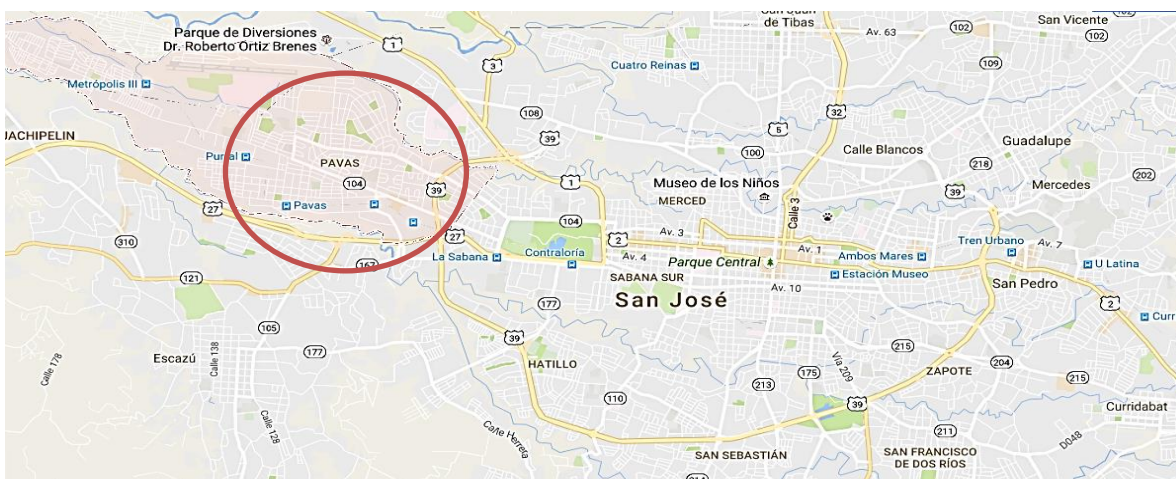 San Juan
de Tibas
San Vicente
102
102
Av. 63
Parque de Diversiones
Dr. Roberto Ortiz Brenes
1
3
Cuatro Reinas
109
Metrópolis III
108
32
5
39
100
Calle Blancos
Guadalupe
218
202
JACHIPELIN
PAVAS
104
39
1
Museo de los Niños
MERCED
Calle 3
39
Mercedes
Pavas
27
27
104
2
Av. 3
Av. 1
Av. 4
Tren Urbano
Av. 7
310
167
La Sabana
Contraloría
Parque Central
Ambos Mares
Estación Museo
U Latina
SABANA SUR
San José
Av. 10
San Pedro
2
121
177
Curr
105
177
39
215
204
Escazú
Calle 138
Calle 178
HATILLO
175
Vía 209
ZAPOTE
213
215
110
39
Curridabat
Calle 128
Calle Herrera
211
D048
SAN SEBASTIÁN
SAN FRANCISCO
DE DOS RÍOS